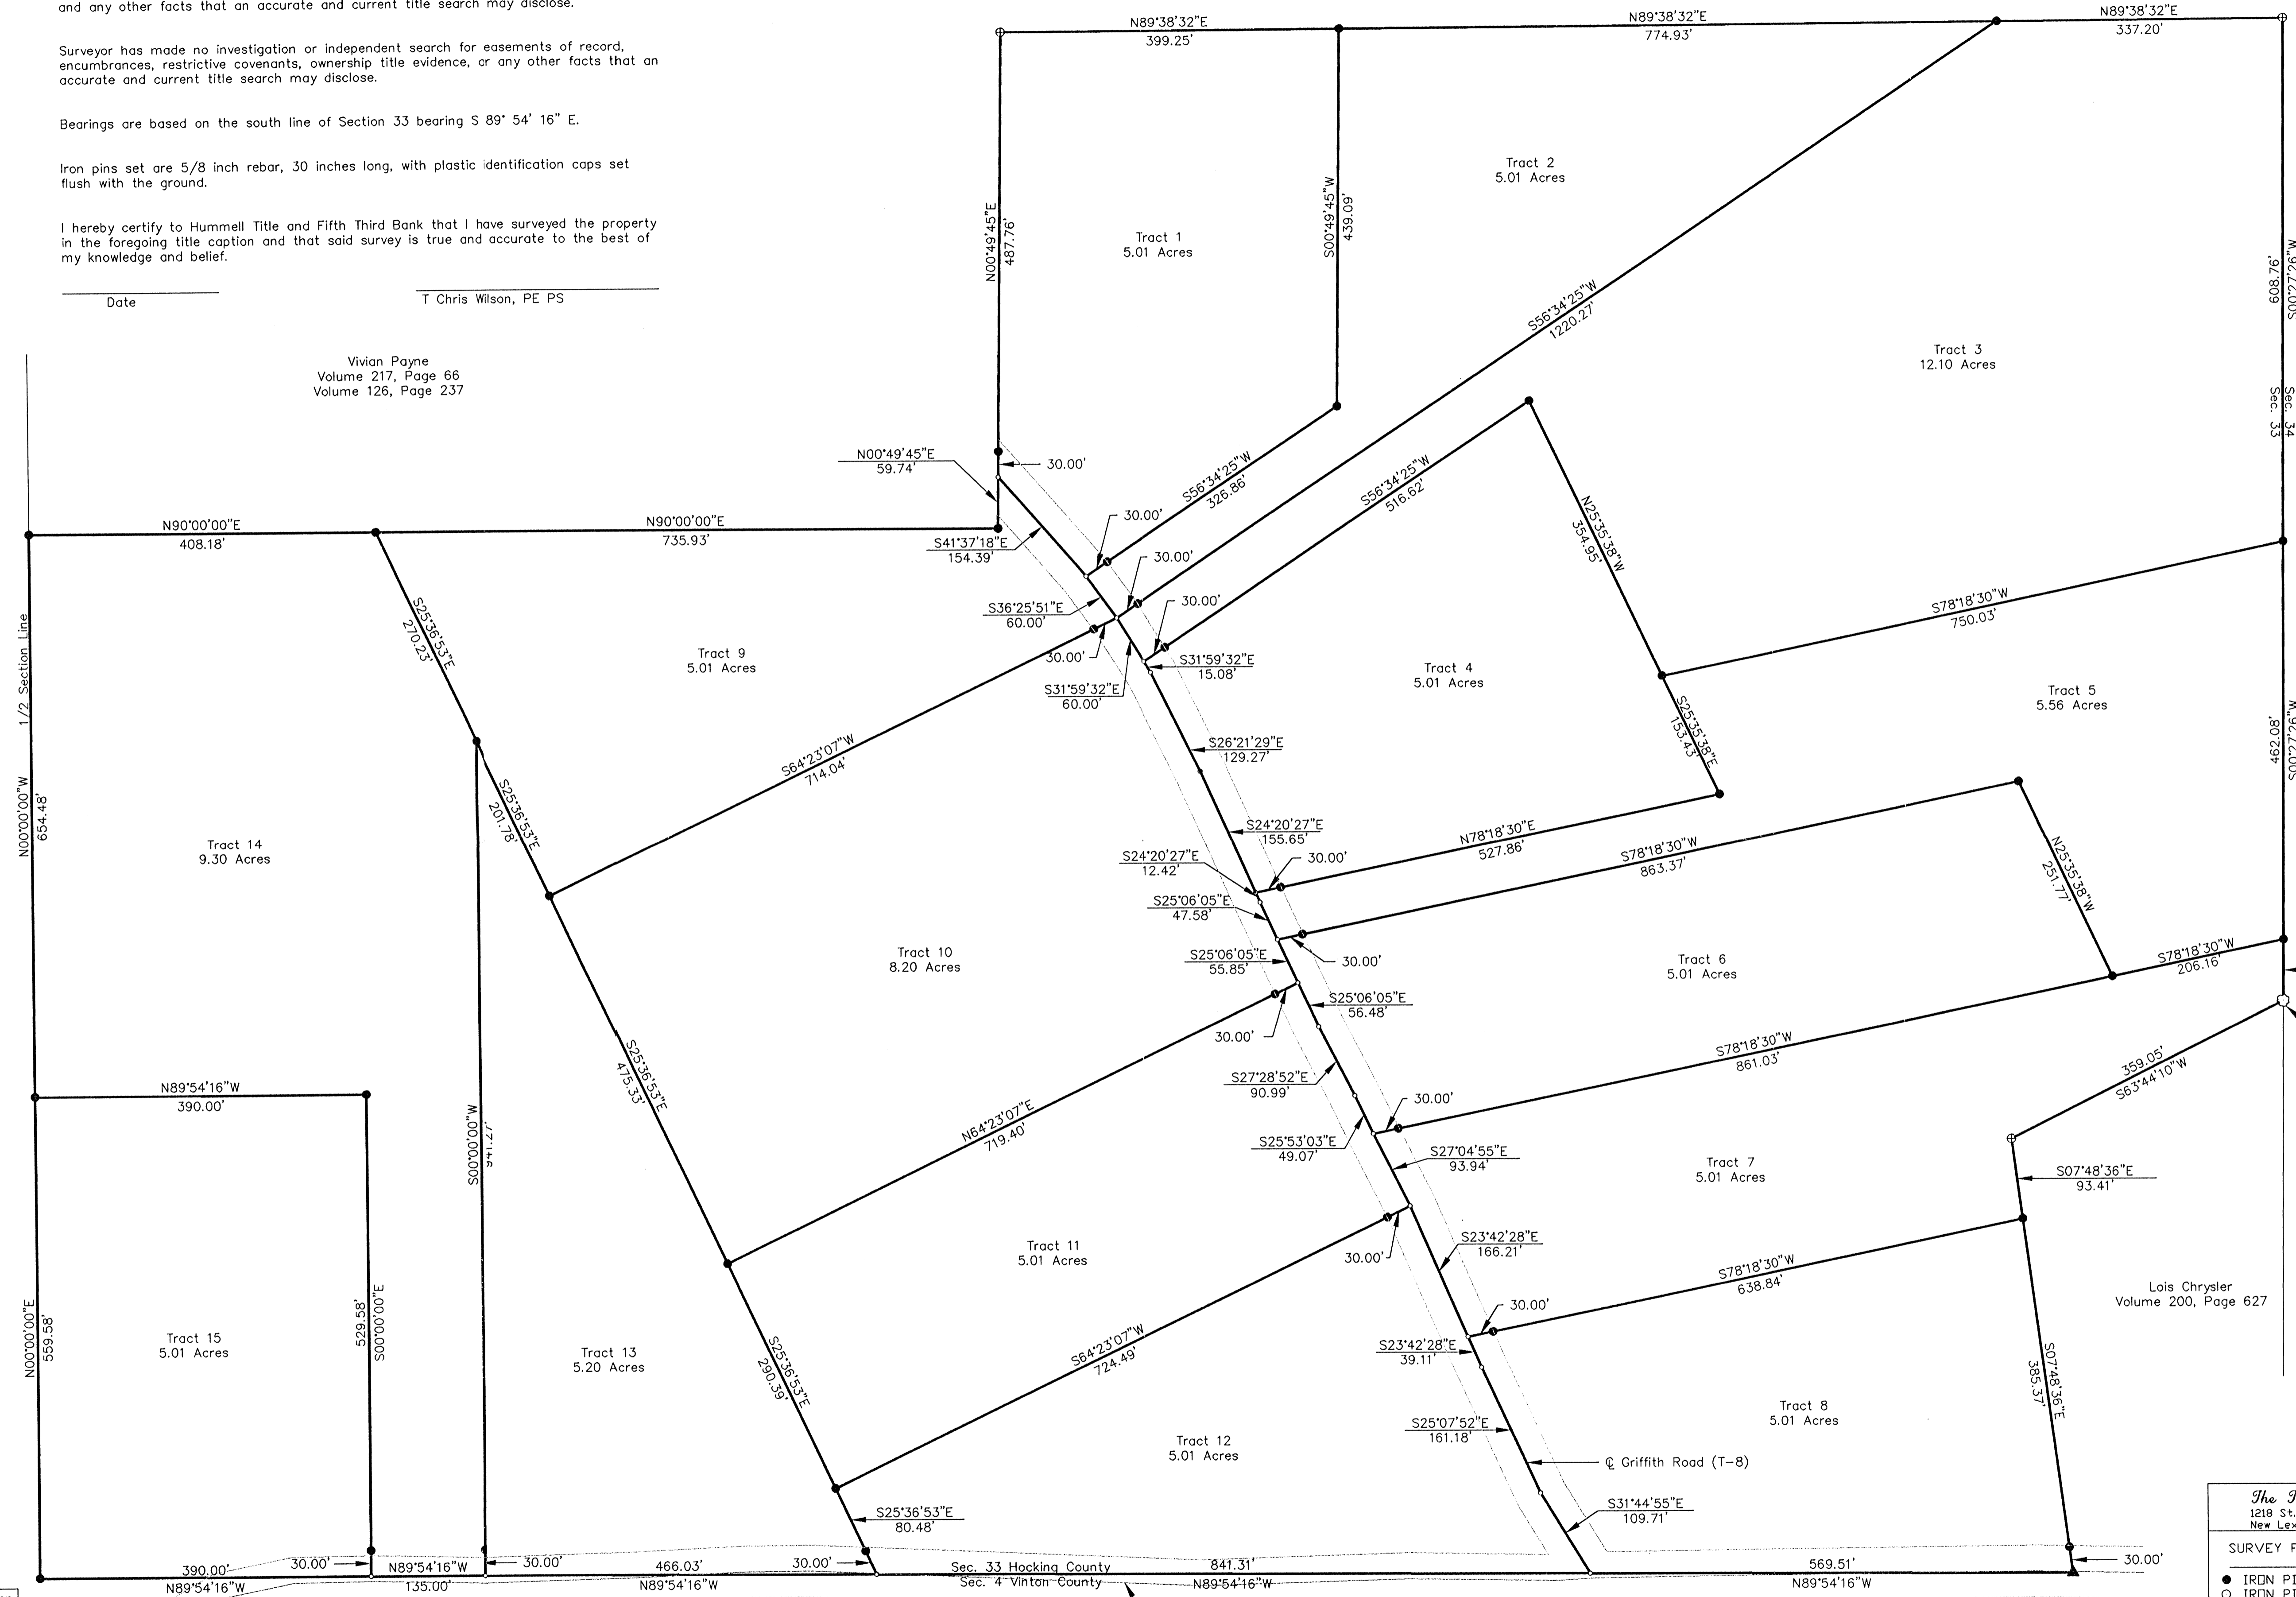 and any other facts that an accurate and current title search may disclose.
Surveyor has made no investigation or independent search for easements of record,
encumbrances, restrictive covenants, ownership title evidence, or any other facts that an
accurate and current title search may disclose.
Bearings are based on the south line of Section 33 bearing S 89° 54' 16" E.
Iron pins set are 5/8 inch rebar, 30 inches long, with plastic identification caps set
flush with the ground.
I hereby certify to Hummell Title and Fifth Third Bank that I have surveyed the property
in the foregoing title caption and that said survey is true and accurate to the best of
my knowledge and belief.
Date
T Chris Wilson, PE PS
Vivian Payne
Volume 217, Page 66
Volume 126, Page 237
N89°38'32"E
399.25'
N89°38'32"E
774.93'
N89°38'32"E
337.20'
N00°49'45"E
487.76'
Tract 1
5.01 Acres
S00°49'45"W
439.09'
Tract 2
5.01 Acres
S56°34'25"W
1220.27'
Tract 3
12.10 Acres
S00°27'26"W
609.76'
Sec. 34
Sec. 33
N00°49'45"E
59.74'
30.00'
S56°34'25"W
326.86'
S56°34'25"W
516.62'
N25°35'38"W
354.95'
30.00'
30.00'
30.00'
N90°00'00"E
408.18'
N90°00'00"E
735.93'
S41°37'18"E
154.39'
S36°25'51"E
60.00'
30.00'
S31°59'32"E
15.08'
S31°59'32"E
60.00'
S78°18'30"W
750.03'
1/2 Section Line
S25°36'53"E
270.23'
Tract 9
5.01 Acres
Tract 4
5.01 Acres
S25°35'38"E
153.43'
Tract 5
5.56 Acres
S00°27'26"W
462.08'
N00°00'00"W
654.48'
S25°36'53"E
201.78'
S64°23'07"W
714.04'
S26°21'29"E
129.27'
S24°20'27"E
155.65'
N78°18'30"E
527.86'
S78°18'30"W
863.37'
Tract 14
9.30 Acres
S24°20'27"E
12.42'
30.00'
S25°06'05"E
47.58'
N25°35'38"W
251.77'
Tract 10
8.20 Acres
S25°06'05"E
55.85'
30.00'
Tract 6
5.01 Acres
S78°18'30"W
206.16'
S25°06'05"E
56.48'
30.00'
S25°36'53"E
475.33'
S78°18'30"W
861.03'
N89°54'16"W
390.00'
S27°28'52"E
90.99'
30.00'
359.05'
S63°44'10"W
S00°00'00"W
941.27'
N64°23'07"E
719.40'
S25°53'03"E
49.07'
S27°04'55"E
93.94'
Tract 7
5.01 Acres
S07°48'36"E
93.41'
Tract 11
5.01 Acres
30.00'
S23°42'28"E
166.21'
S78°18'30"W
638.84'
Lois Chrysler
Volume 200, Page 627
N00°00'00"E
559.58'
Tract 15
5.01 Acres
529.58'
S00°00'00"E
Tract 13
5.20 Acres
S25°36'53"E
290.39'
S64°23'07"W
724.49'
30.00'
S23°42'28"E
39.11'
S07°48'36"E
385.37'
Tract 12
5.01 Acres
S25°07'52"E
161.18'
Tract 8
5.01 Acres
℄ Griffith Road (T-8)
S25°36'53"E
80.48'
S31°44'55"E
109.71'
390.00'
30.00'
N89°54'16"W
30.00'
466.03'
30.00'
Sec. 33 Hocking County
841.31'
569.51'
30.00'
N89°54'16"W
135.00'
N89°54'16"W
Sec. 4 Vinton County
N89°54'16"W
N89°54'16"W
The
1218 St.
New Lex
SURVEY F
IRON PI
IRON PI